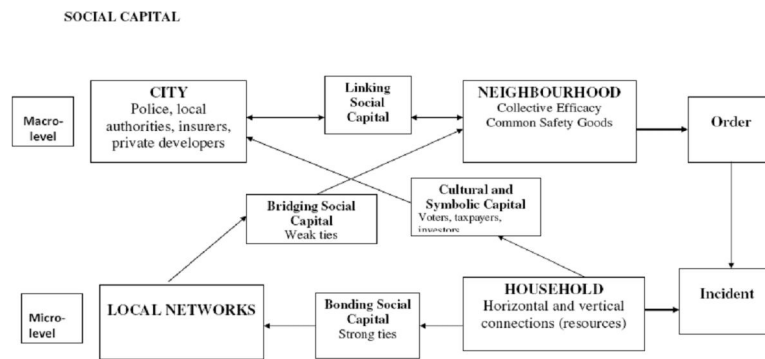 SOCIAL CAPITAL
Macro-
level
CITY
Police, local
authorities, insurers,
private developers
Linking
Social
Capital
NEIGHBOURHOOD
Collective Efficacy
Common Safety Goods
Order
Bridging Social
Capital
Weak ties
Cultural and
Symbolic Capital
Voters, taxpayers,
investors
Micro-
level
LOCAL NETWORKS
Bonding Social
Capital
Strong ties
HOUSEHOLD
Horizontal and vertical
connections (resources)
Incident